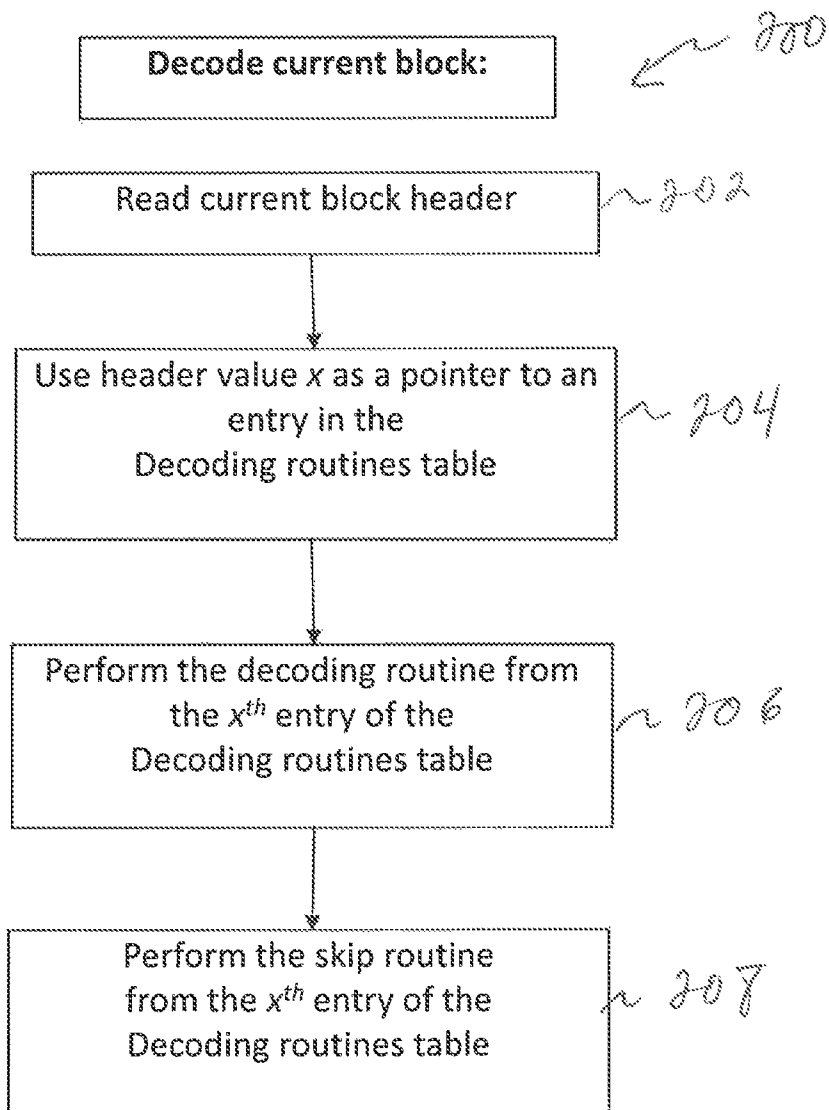 Decode current block:
200
Read current block header
202
Use header value x as a pointer to an
entry in the
Decoding routines table
204
Perform the decoding routine from
the xth entry of the
Decoding routines table
206
Perform the skip routine
from the xth entry of the
Decoding routines table
208